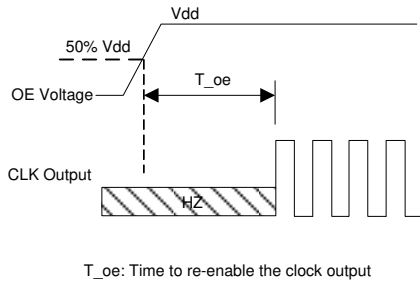 Vdd
50% Vdd
T_oe
OE Voltage
CLK Output
HZ
T_oe: Time to re-enable the clock output